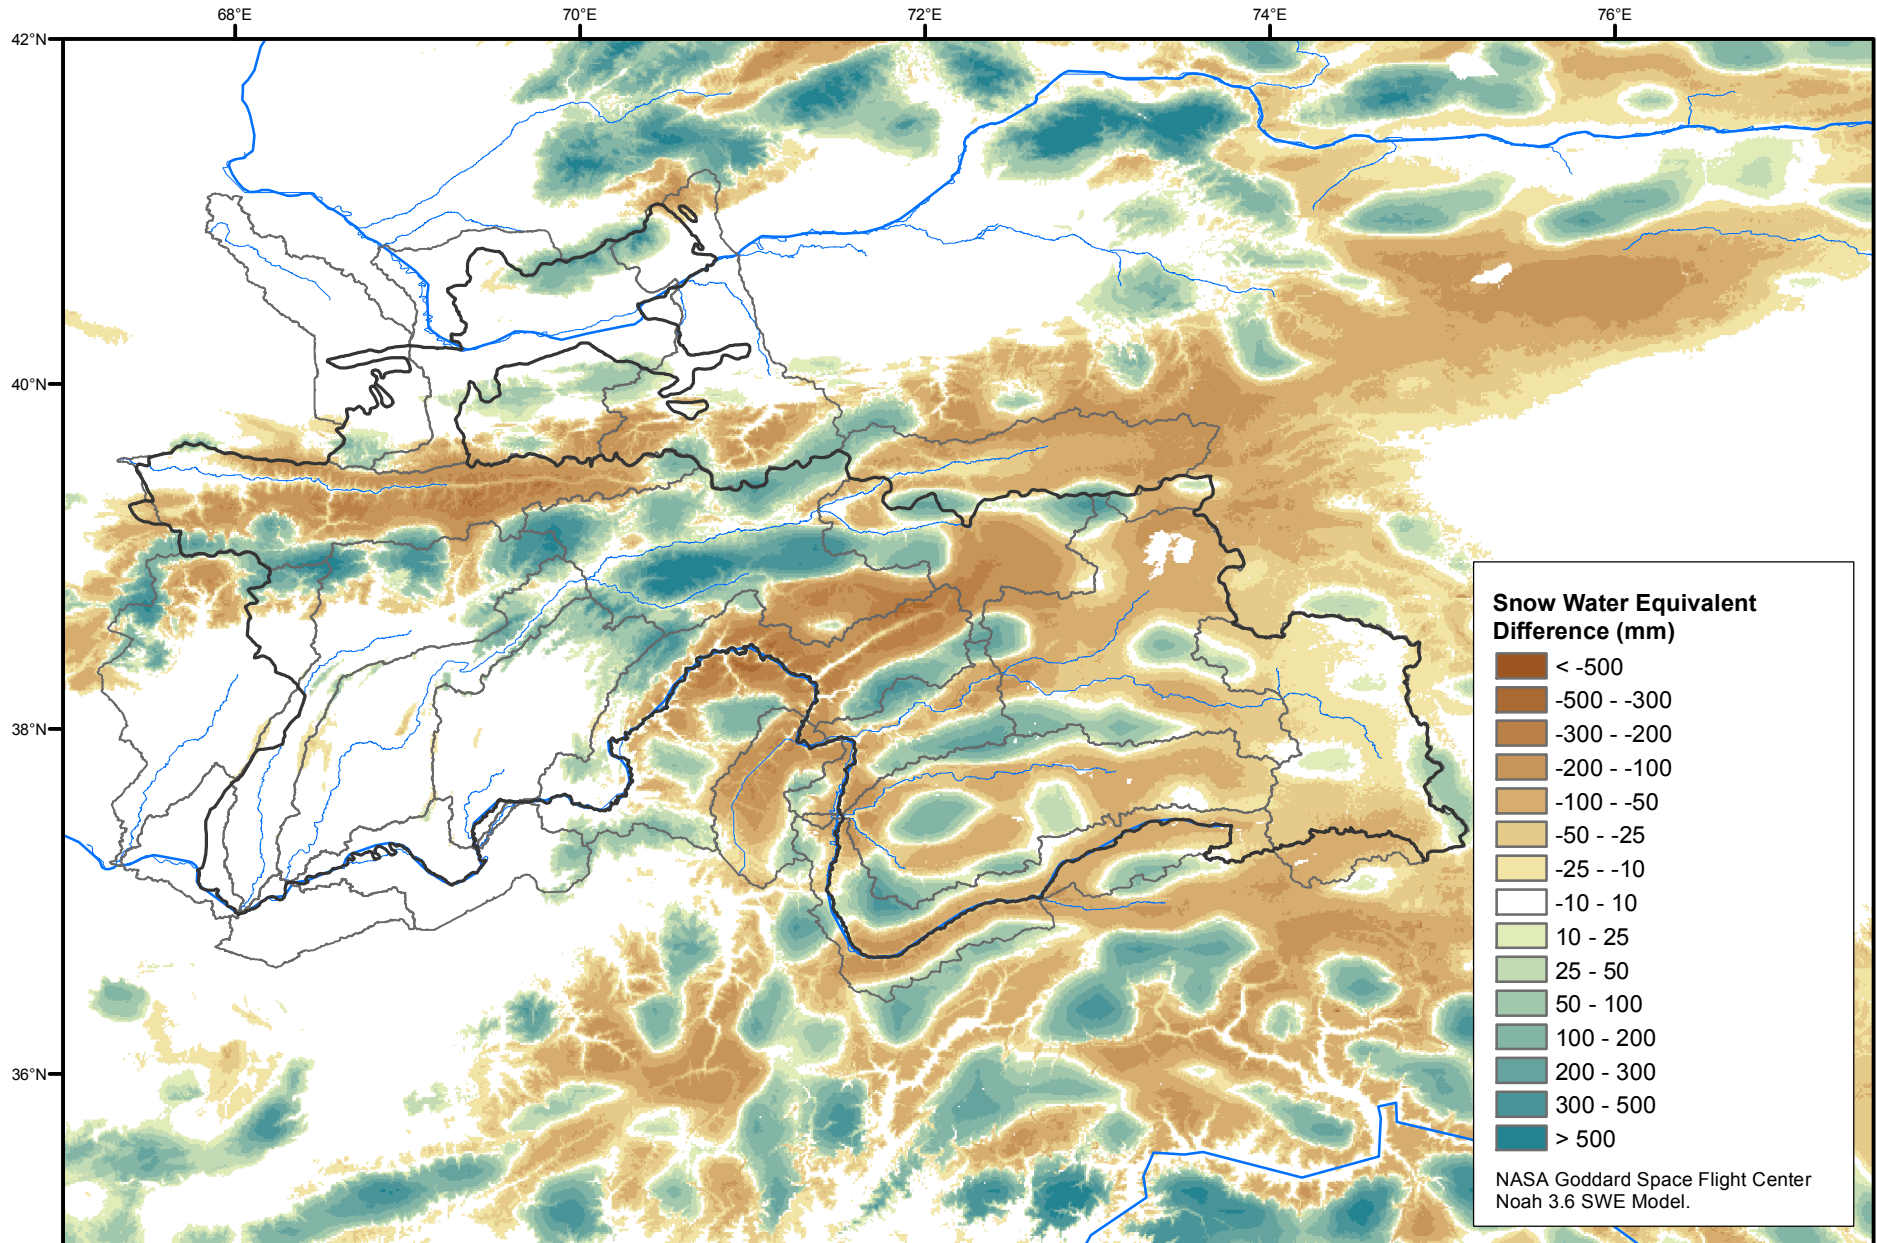 68°E
70°E
72°E
74°E
76°E
42°N
40°N
38°N
36°N
Snow Water Equivalent
Difference (mm)
< -500
-500 - -300
-300 - -200
-200 - -100
-100 - -50
-50 - -25
-25 - -10
-10 - 10
10 - 25
25 - 50
50 - 100
100 - 200
200 - 300
300 - 500
> 500
NASA Goddard Space Flight Center
Noah 3.6 SWE Model.